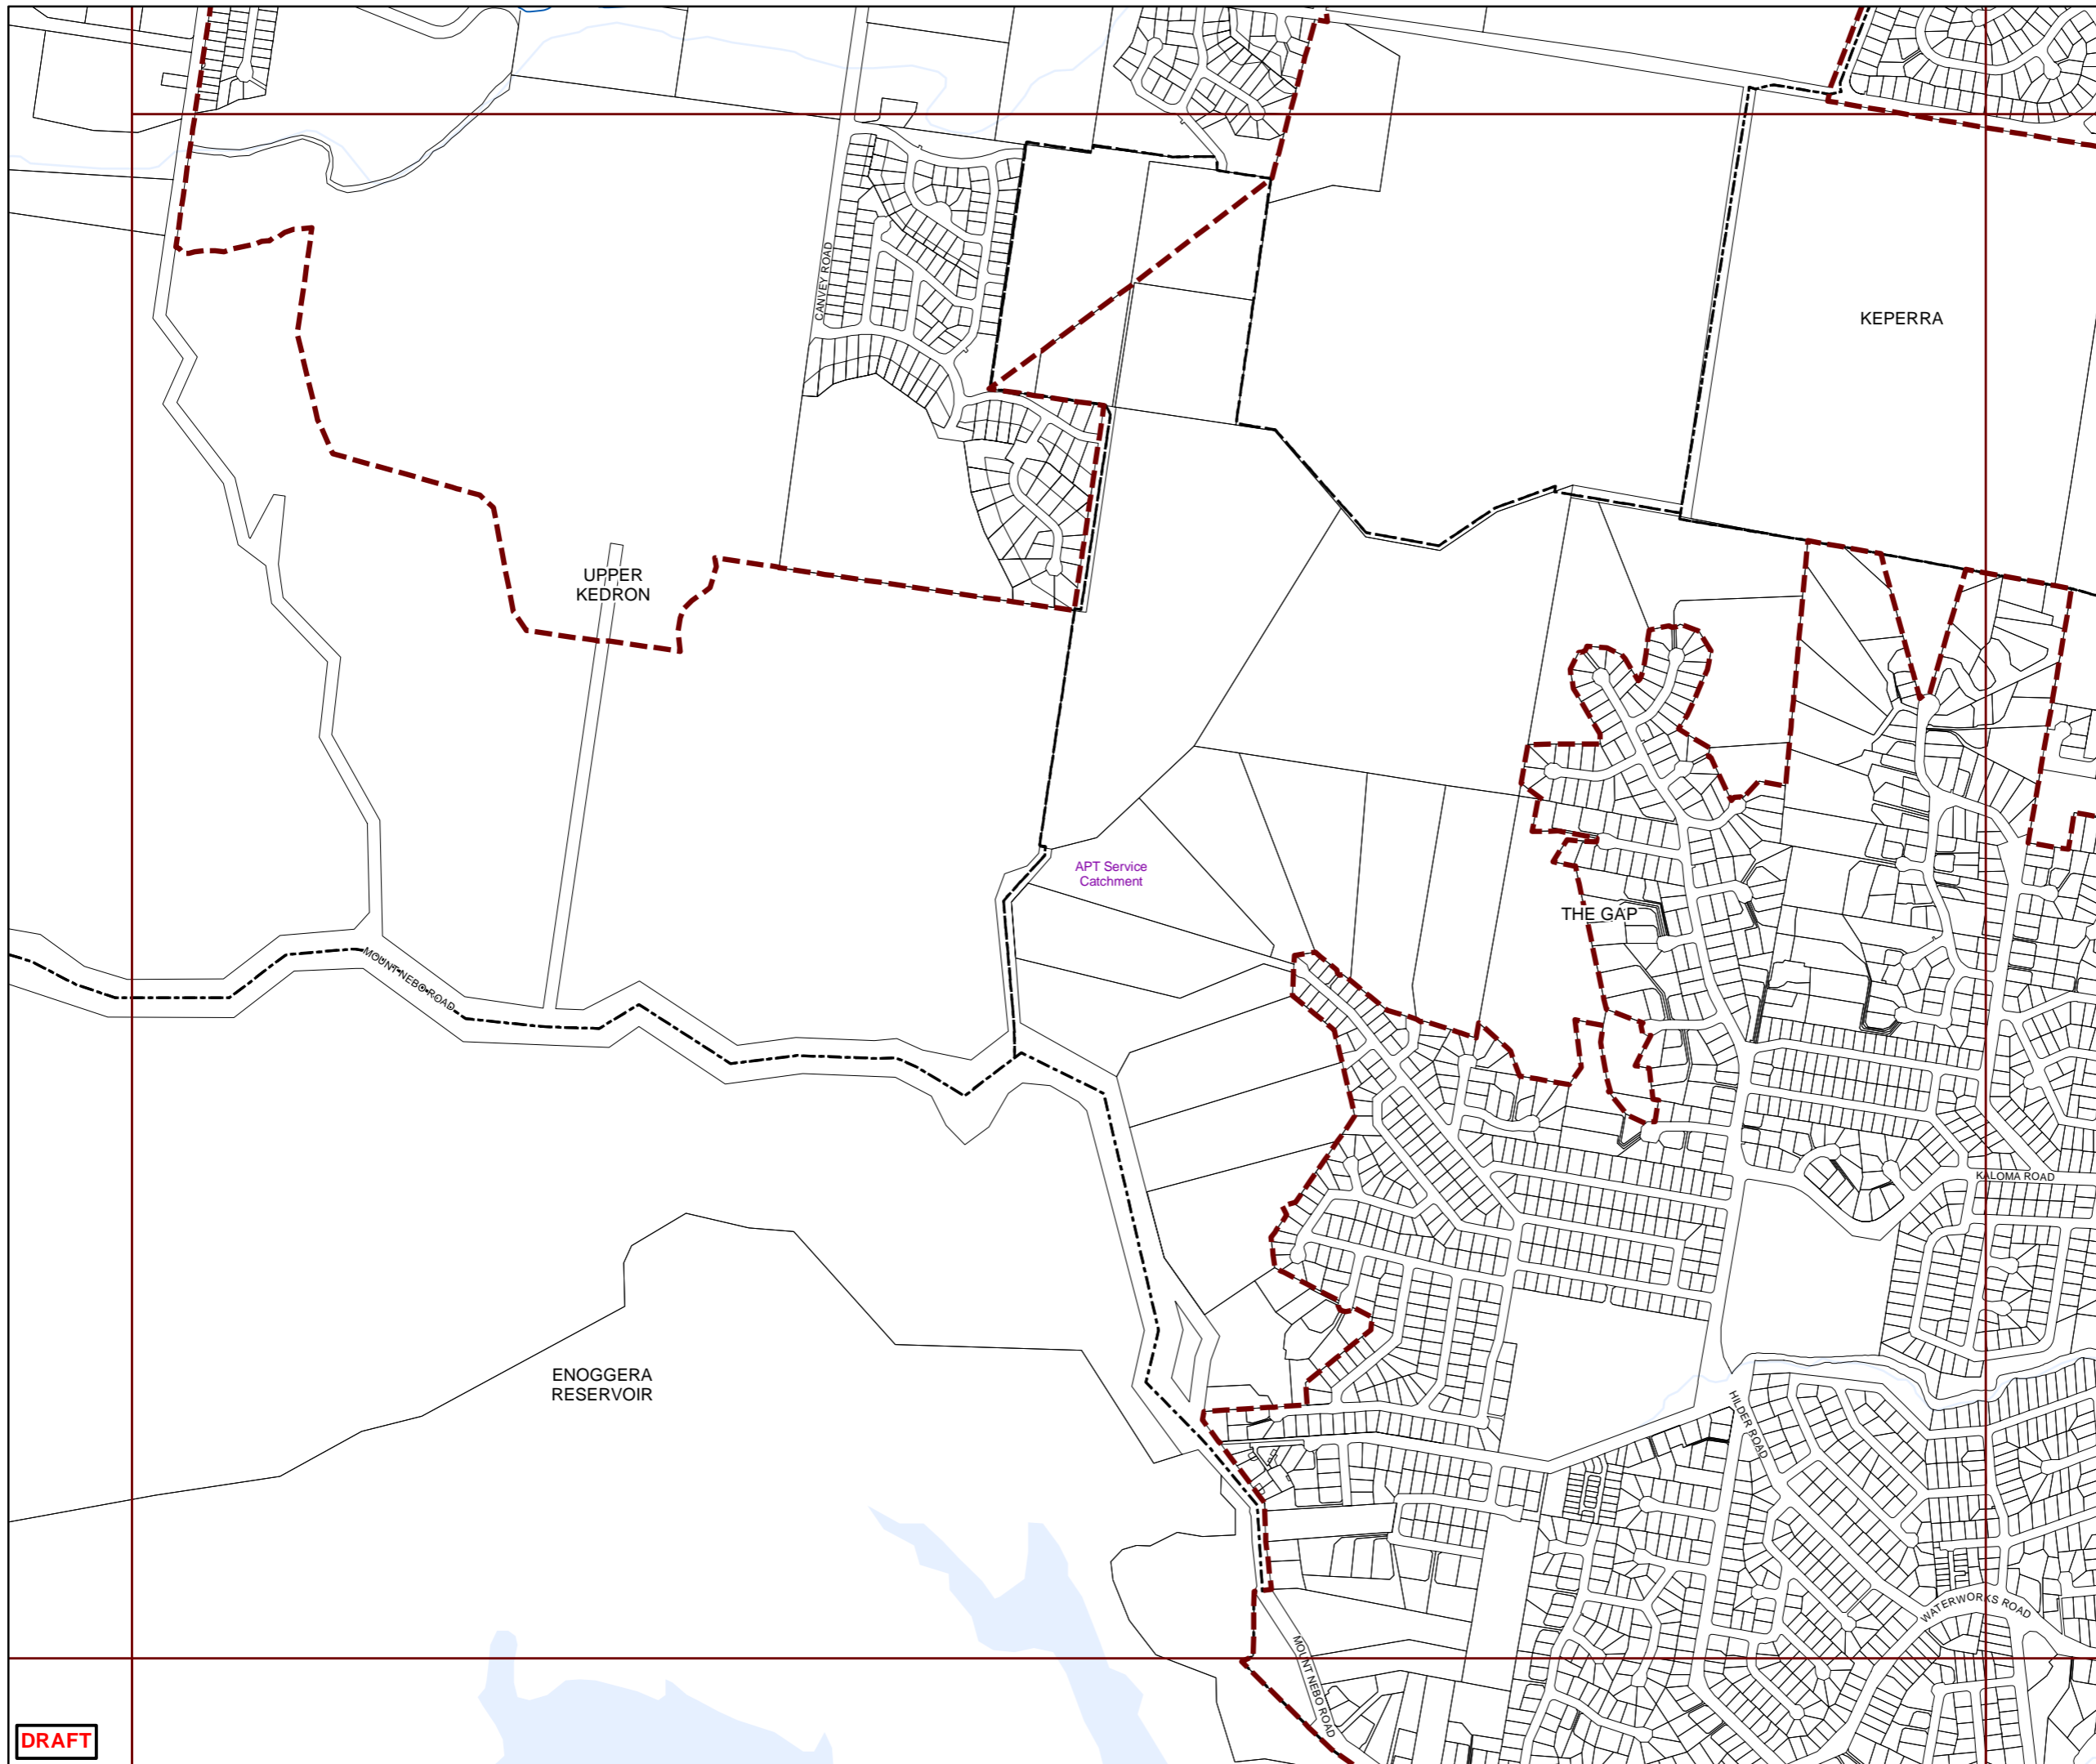 CANVEY ROAD
KEPERRA
UPPER
KEDRON
APT Service
Catchment
THE GAP
MOUNT NEBO ROAD
KALOMA ROAD
ENOGGERA
RESERVOIR
HILDER ROAD
WATERWORKS ROAD
MOUNT NEBO ROAD
DRAFT